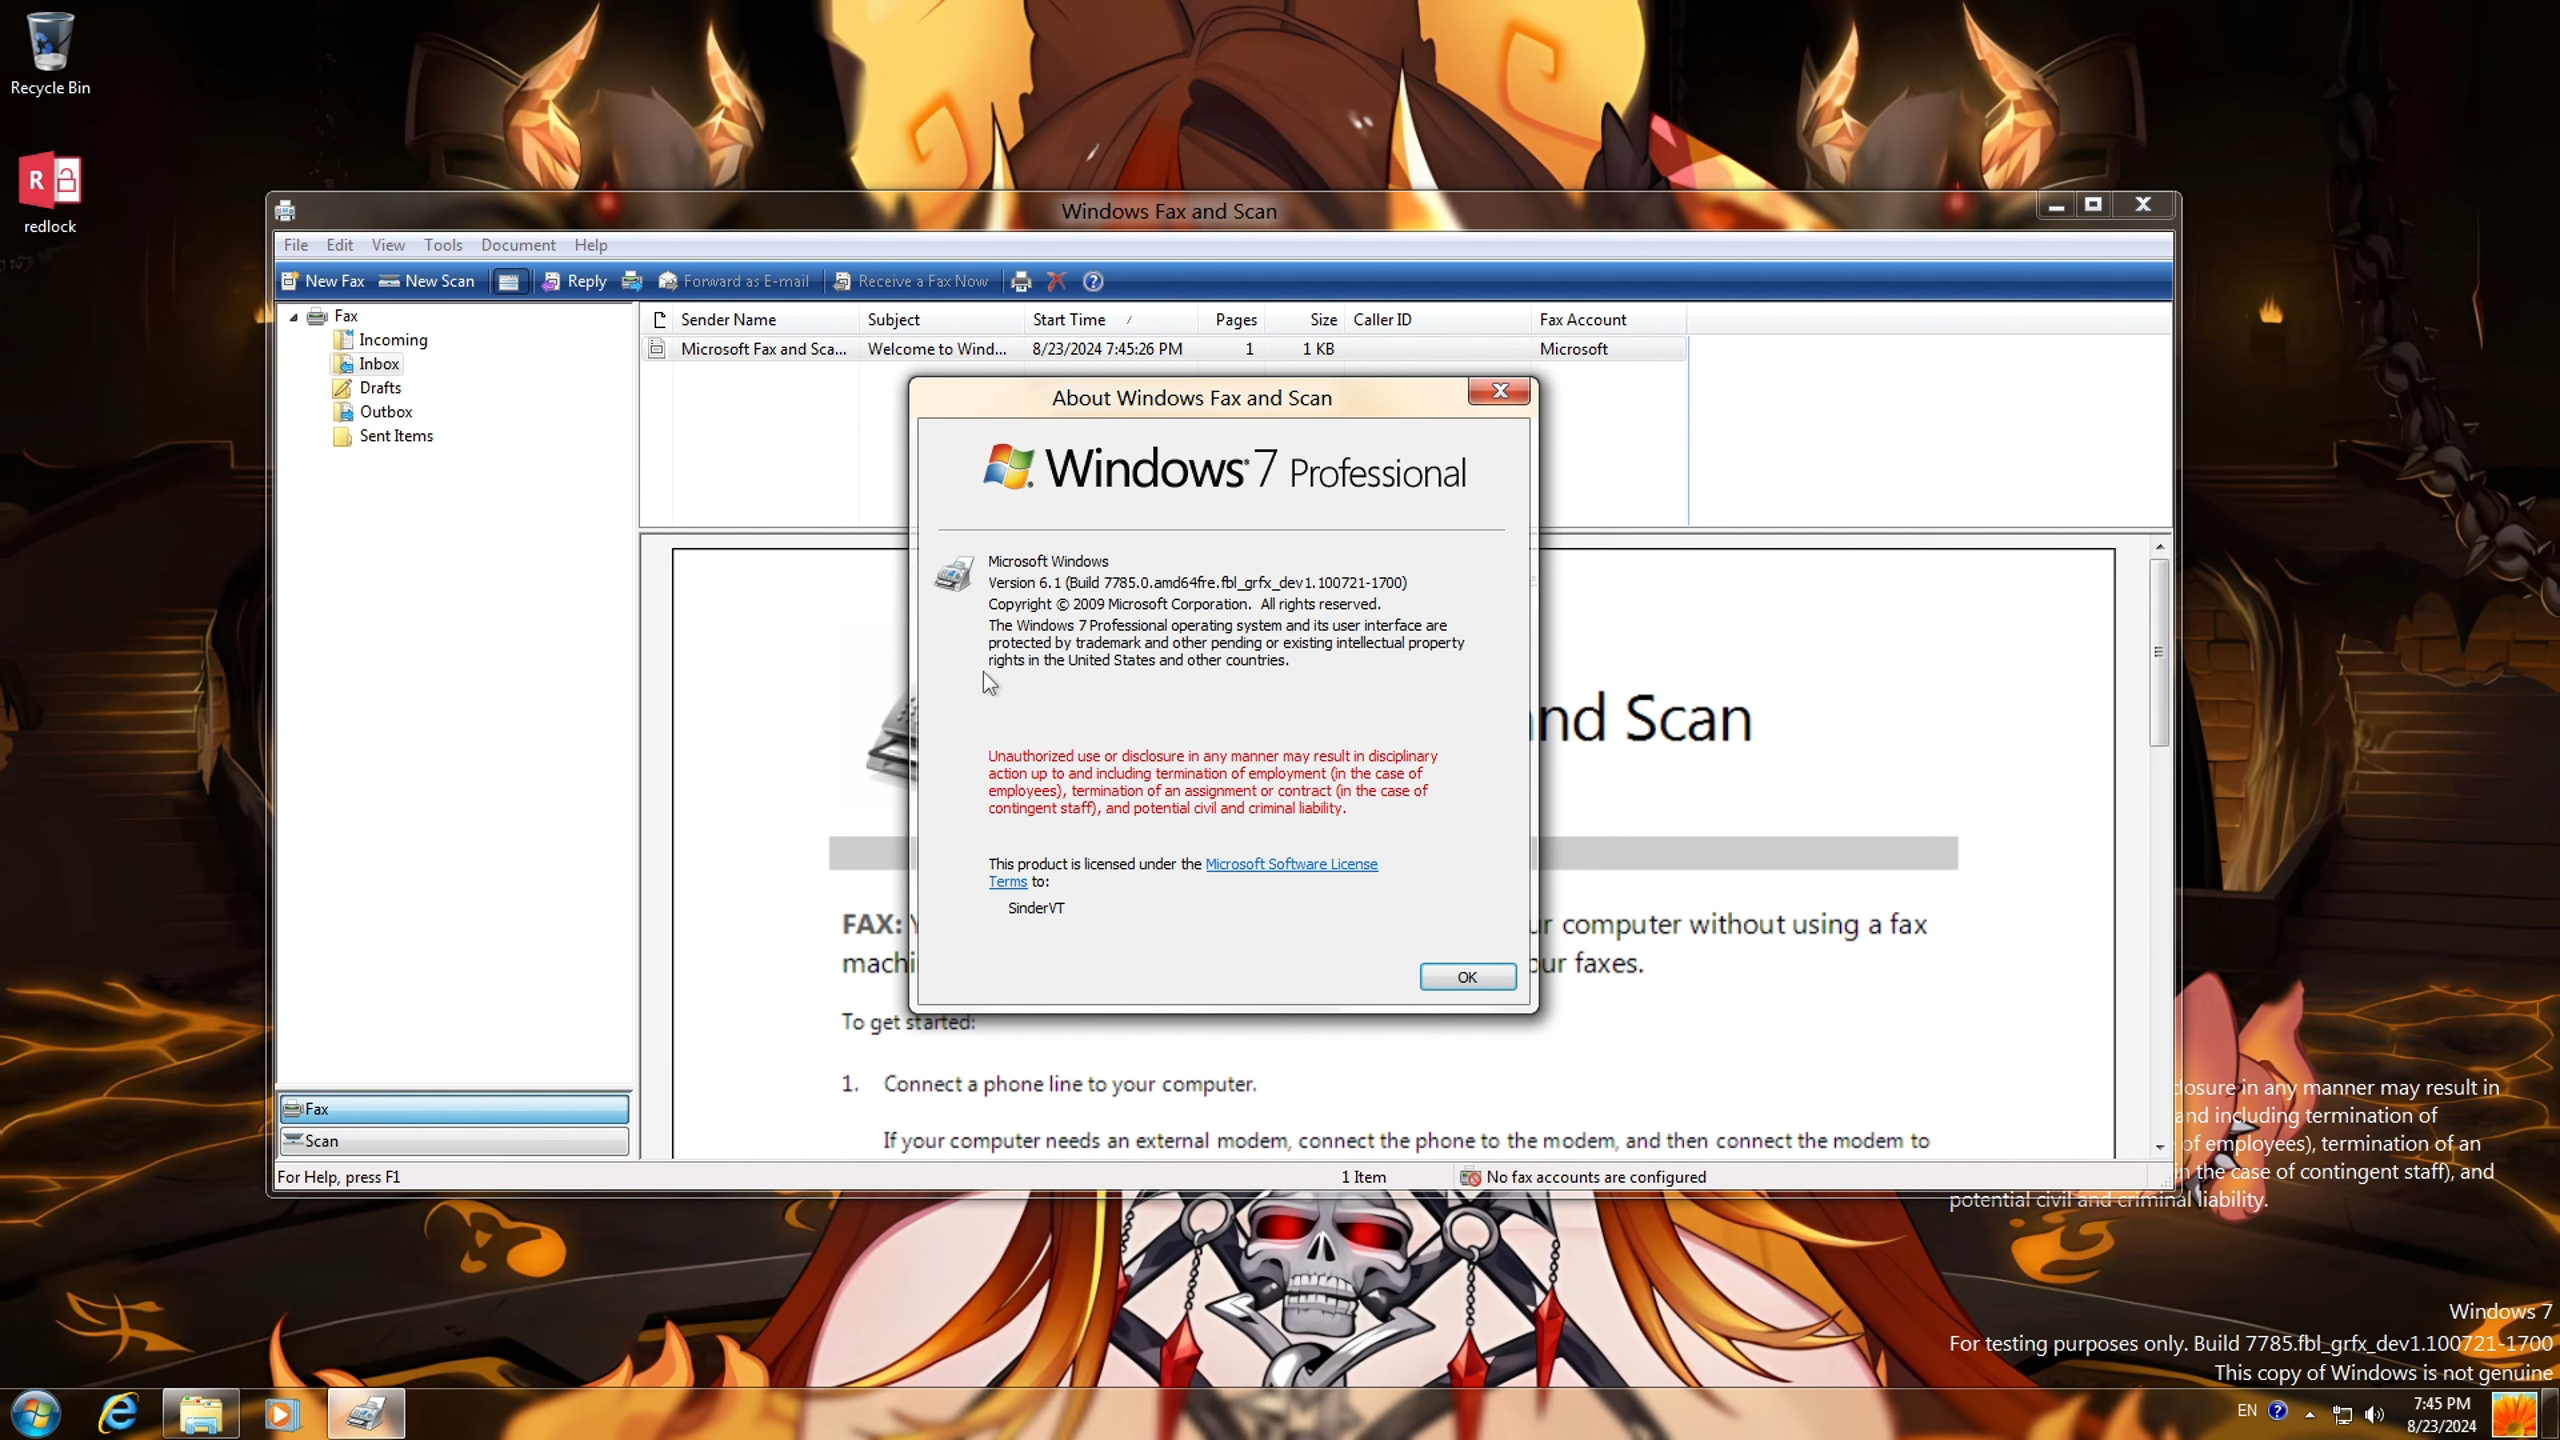 Recycle Bin
R
redlock
Windows Fax and Scan
File Edit View Tools Document Help
New Fax New Scan Reply Forward as E-mail Receive a Fax Now
Fax
Incoming
Inbox
Drafts
Outbox
Sent Items
Sender Name Subject Start Time Pages Size Caller ID Fax Account
Microsoft Fax and Sca... Welcome to Wind... 8/23/2024 7:45:26 PM 1 1 KB Microsoft
About Windows Fax and Scan
Windows 7 Professional
Microsoft Windows
Version 6.1 (Build 7785.0.amd64fre.fbl_grfx_dev1.100721-1700)
Copyright © 2009 Microsoft Corporation. All rights reserved.
The Windows 7 Professional operating system and its user interface are
protected by trademark and other pending or existing intellectual property
rights in the United States and other countries.
Unauthorized use or disclosure in any manner may result in disciplinary
action up to and including termination of employment (in the case of
employees), termination of an assignment or contract (in the case of
contingent staff), and potential civil and criminal liability.
This product is licensed under the Microsoft Software License
Terms to:
SinderVT
OK
nd Scan
FAX: ur computer without using a fax
machi our faxes.
To get started:
1. Connect a phone line to your computer.
If your computer needs an external modem, connect the phone to the modem, and then connect the modem to
Fax
Scan
For Help, press F1 1 Item No fax accounts are configured
closure in any manner may result in
and including termination of
of employees), termination of an
in the case of contingent staff), and
potential civil and criminal liability.
Windows 7
For testing purposes only. Build 7785.fbl_grfx_dev1.100721-1700
This copy of Windows is not genuine
EN 7:45 PM
8/23/2024